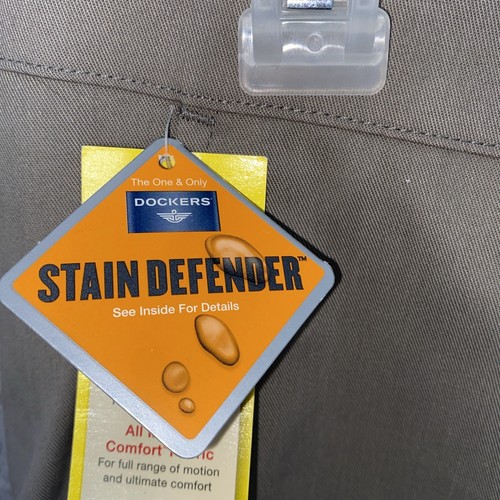 The One & Only
DOCKERS
STAIN DEFENDER™
See Inside For Details
All
Comfort
For full range of motion
and ultimate comfort